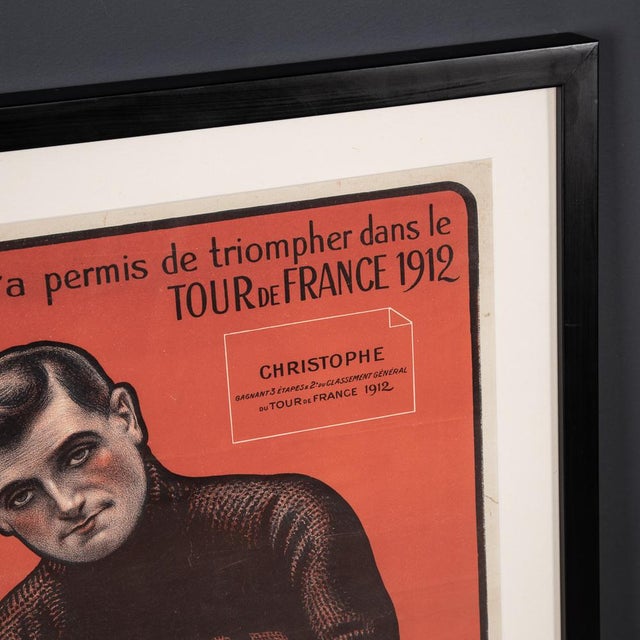 'a permis de triompher dans le
TOUR DE FRANCE 1912
CHRISTOPHE
GAGNANT 3 ÉTAPES & 2e DU CLASSEMENT GÉNÉRAL
DU TOUR DE FRANCE 1912